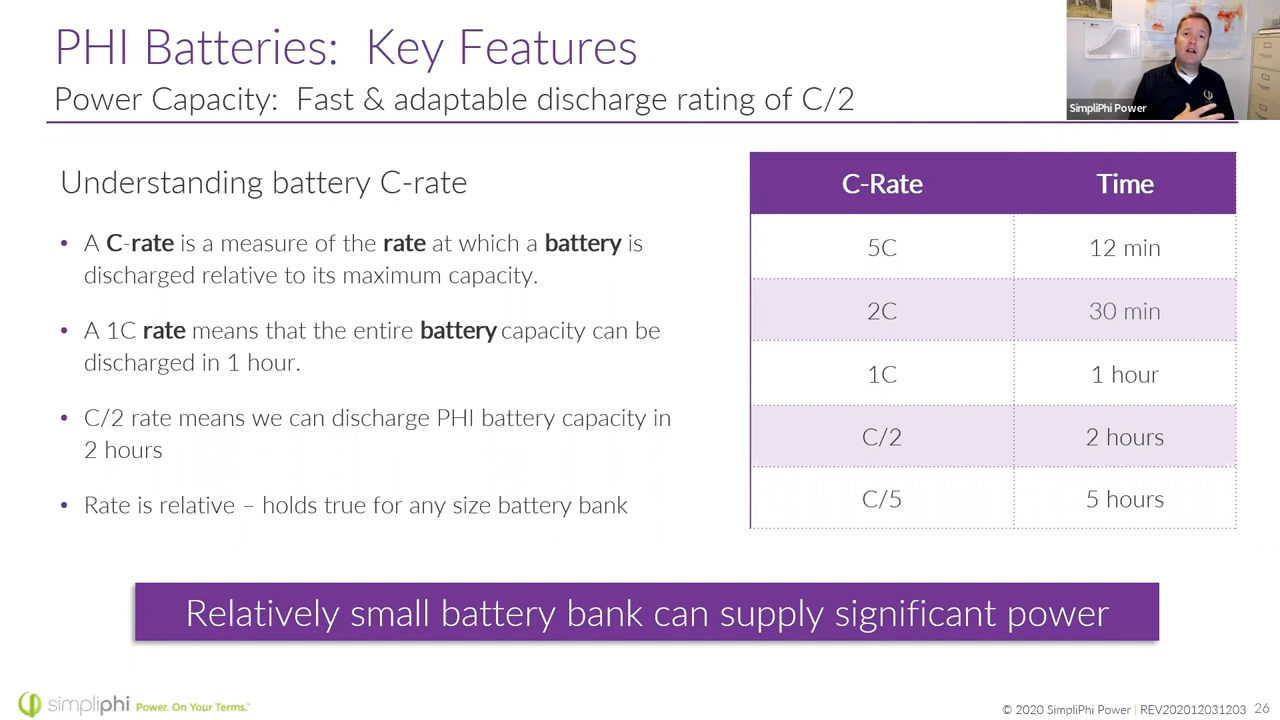 PHI Batteries: Key Features
Power Capacity: Fast & adaptable discharge rating of C/2
SimpliPhi Power
Understanding battery C-rate
• A C-rate is a measure of the rate at which a battery is
discharged relative to its maximum capacity.
• A 1C rate means that the entire battery capacity can be
discharged in 1 hour.
• C/2 rate means we can discharge PHI battery capacity in
2 hours
• Rate is relative – holds true for any size battery bank
C-Rate Time
5C 12 min
2C 30 min
1C 1 hour
C/2 2 hours
C/5 5 hours
Relatively small battery bank can supply significant power
simpliphi Power. On Your Terms.™
© 2020 SimpliPhi Power | REV202012031203 26